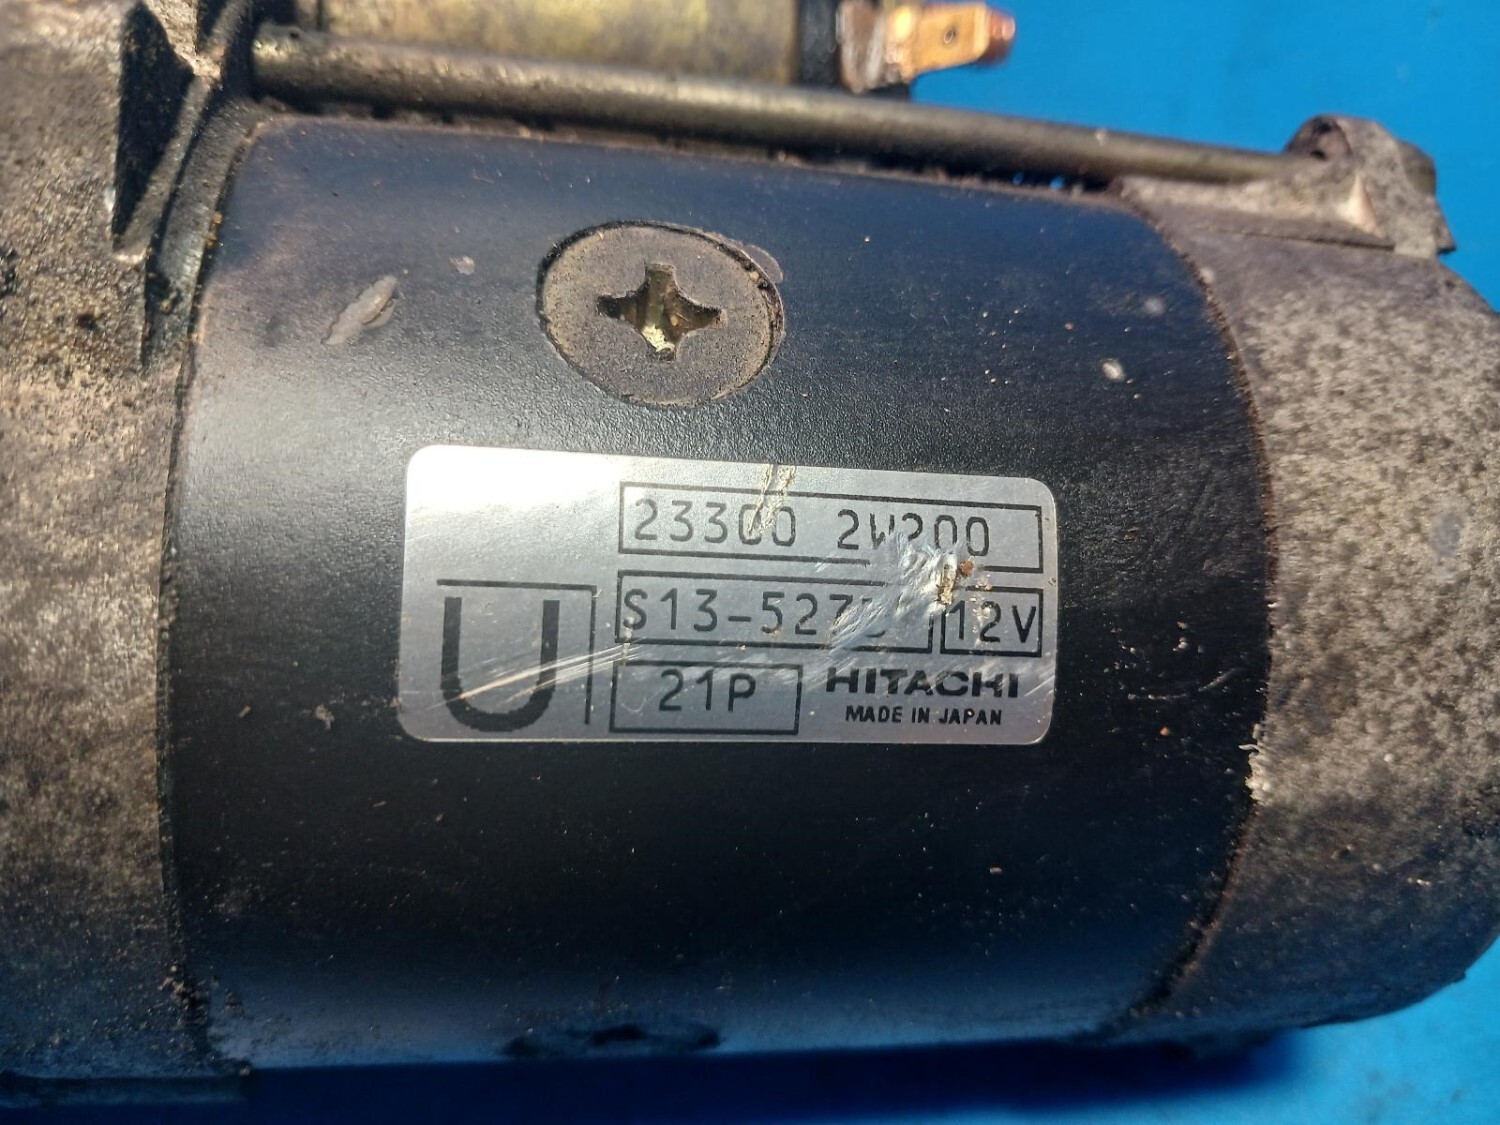 23300 2W200
12V
U
21P
HITACHI
MADE IN JAPAN